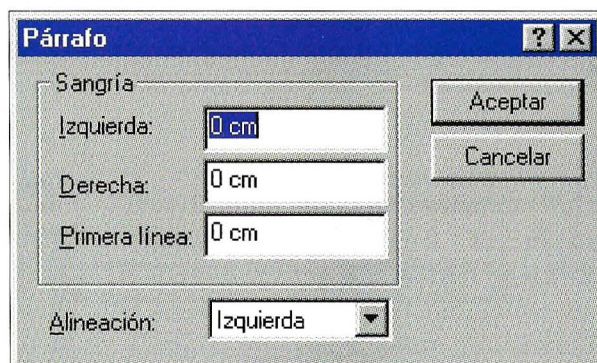 Párrafo
Sangría
Izquierda: 0 cm
Derecha: 0 cm
Primera línea: 0 cm
Alineación: Izquierda
Aceptar
Cancelar